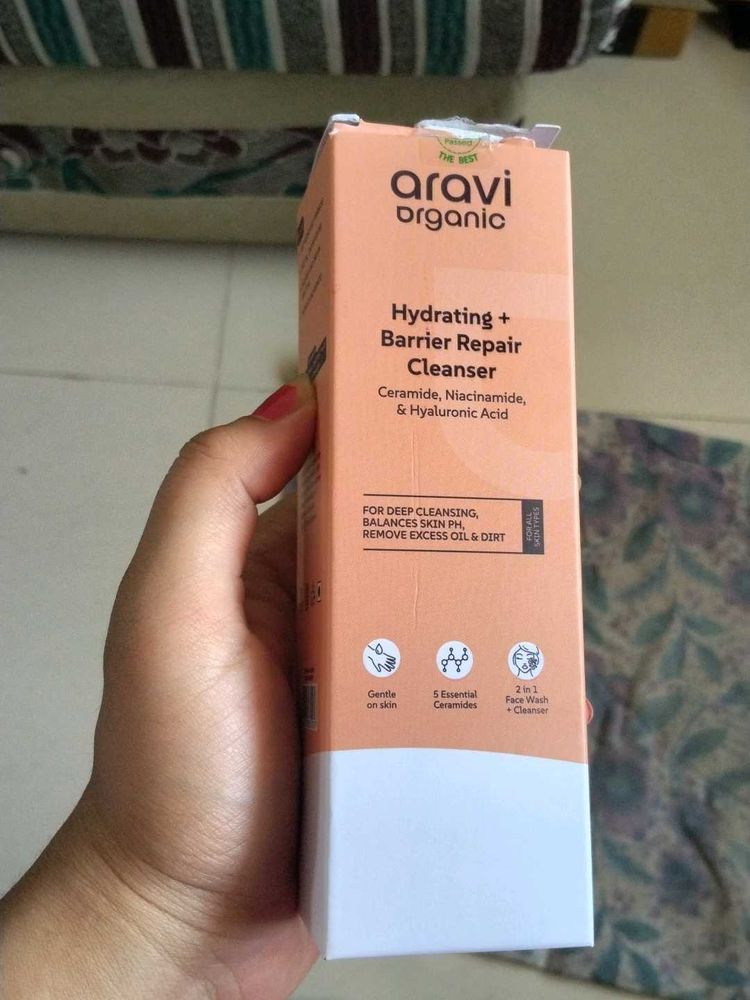 Passed
THE BEST
aravi
organic
Hydrating +
Barrier Repair
Cleanser
Ceramide, Niacinamide,
& Hyaluronic Acid
FOR DEEP CLEANSING,
BALANCES SKIN PH,
REMOVE EXCESS OIL & DIRT
FOR ALL
SKIN TYPES
Gentle
on skin
5 Essential
Ceramides
2 in 1
Face Wash
+ Cleanser